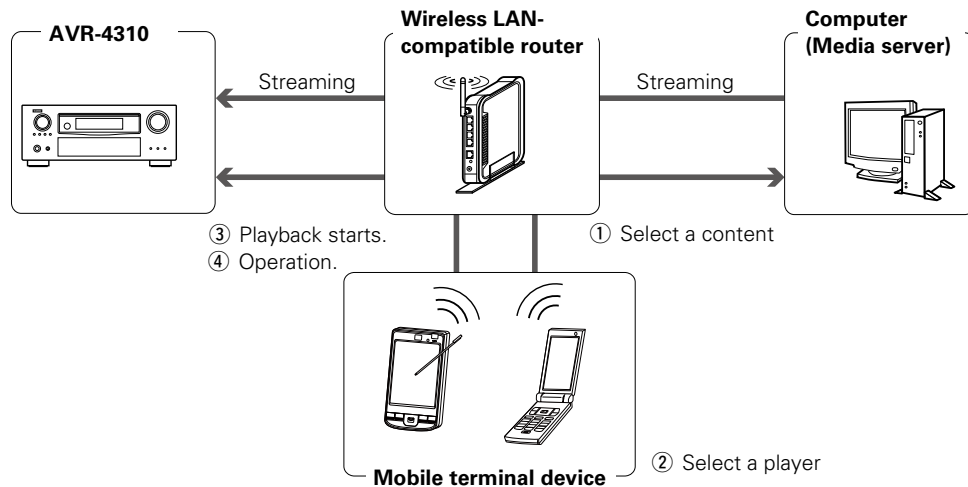 AVR-4310
Wireless LAN-
compatible router
Computer
(Media server)
Streaming
Streaming
③ Playback starts.
④ Operation.
① Select a content
② Select a player
Mobile terminal device